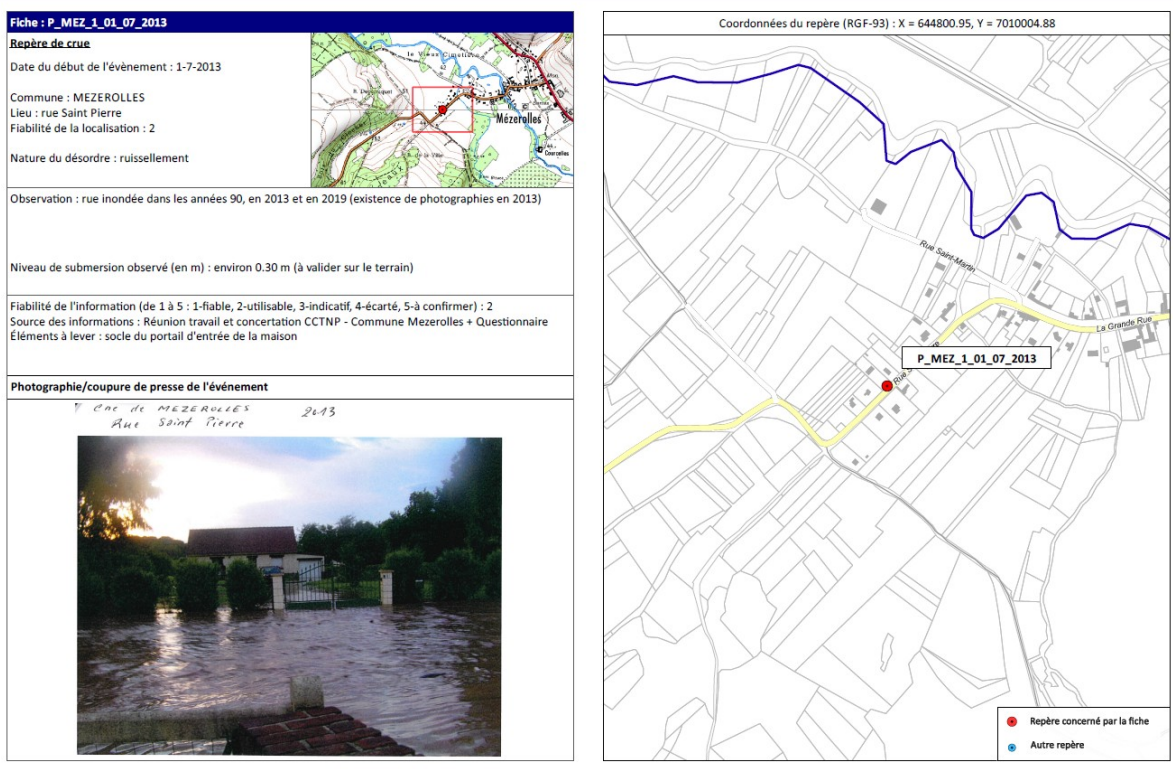 Fiche : P_MEZ_1_01_07_2013
Repère de crue
Date du début de l'évènement : 1-7-2013
Commune : MEZEROLLES
Lieu : rue Saint Pierre
Fiabilité de la localisation : 2
Nature du désordre : ruissellement
le Vieux Cimetière
Mézerolles
Courcelles
Observation : rue inondée dans les années 90, en 2013 et en 2019 (existence de photographies en 2013)
Niveau de submersion observé (en m) : environ 0.30 m (à valider sur le terrain)
Fiabilité de l'information (de 1 à 5 : 1-fiable, 2-utilisable, 3-indicatif, 4-écarté, 5-à confirmer) : 2
Source des informations : Réunion travail et concertation CCTNP - Commune Mezerolles + Questionnaire
Éléments à lever : socle du portail d'entrée de la maison
Photographie/coupure de presse de l'événement
Cne de MEZEROLLES 2013
Rue Saint Pierre
Coordonnées du repère (RGF-93) : X = 644800.95, Y = 7010004.88
Rue Saint-Martin
La Grande Rue
P_MEZ_1_01_07_2013
Repère concerné par la fiche
Autre repère